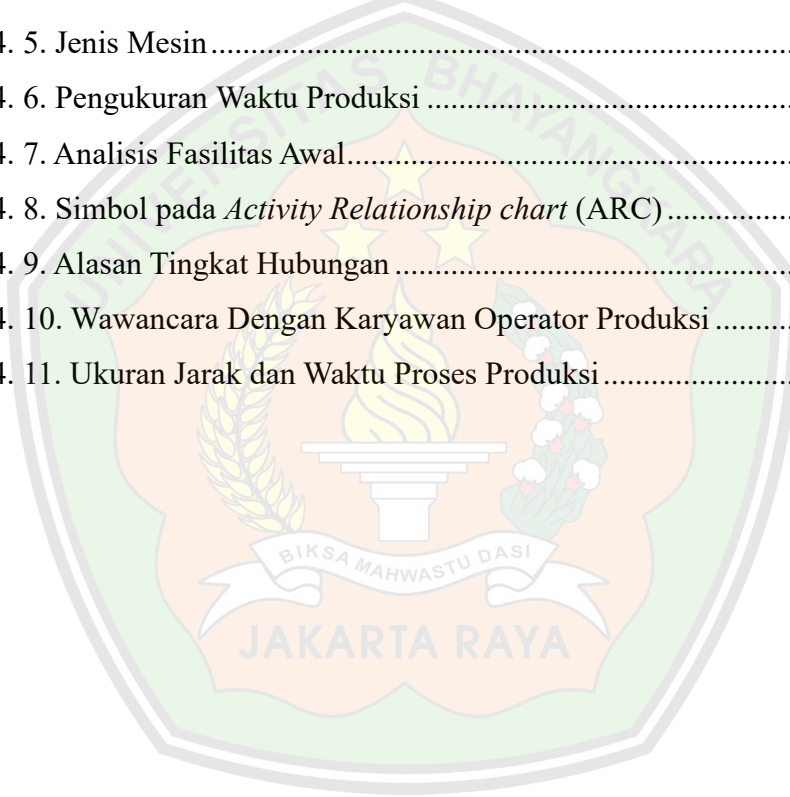 4. 5. Jenis Mesin........................................................................
4. 6. Pengukuran Waktu Produksi.............................................
4. 7. Analisis Fasilitas Awal.......................................................
4. 8. Simbol pada Activity Relationship chart (ARC)...............
4. 9. Alasan Tingkat Hubungan.................................................
4. 10. Wawancara Dengan Karyawan Operator Produksi.........
4. 11. Ukuran Jarak dan Waktu Proses Produksi.......................
UNIVERSITAS BHAYANGKARA
BIKSA MAHWASTU DASI
JAKARTA RAYA